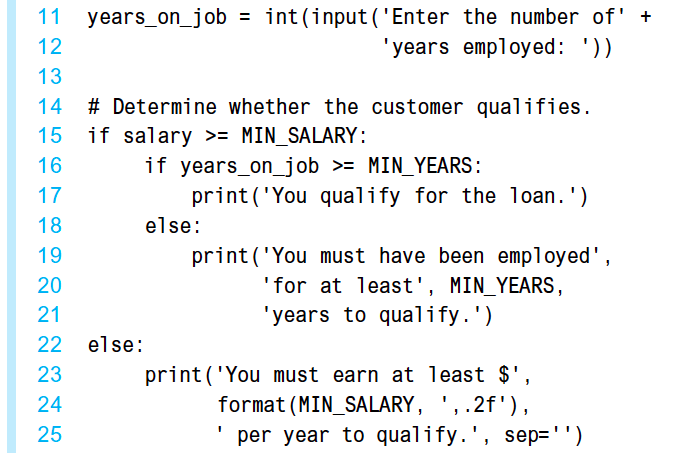 11 years_on_job = int(input('Enter the number of' +
12 'years employed: '))
13
14 # Determine whether the customer qualifies.
15 if salary >= MIN_SALARY:
16 if years_on_job >= MIN_YEARS:
17 print('You qualify for the loan.')
18 else:
19 print('You must have been employed',
20 'for at least', MIN_YEARS,
21 'years to qualify.')
22 else:
23 print('You must earn at least $',
24 format(MIN_SALARY, ',.2f'),
25 ' per year to qualify.', sep='')